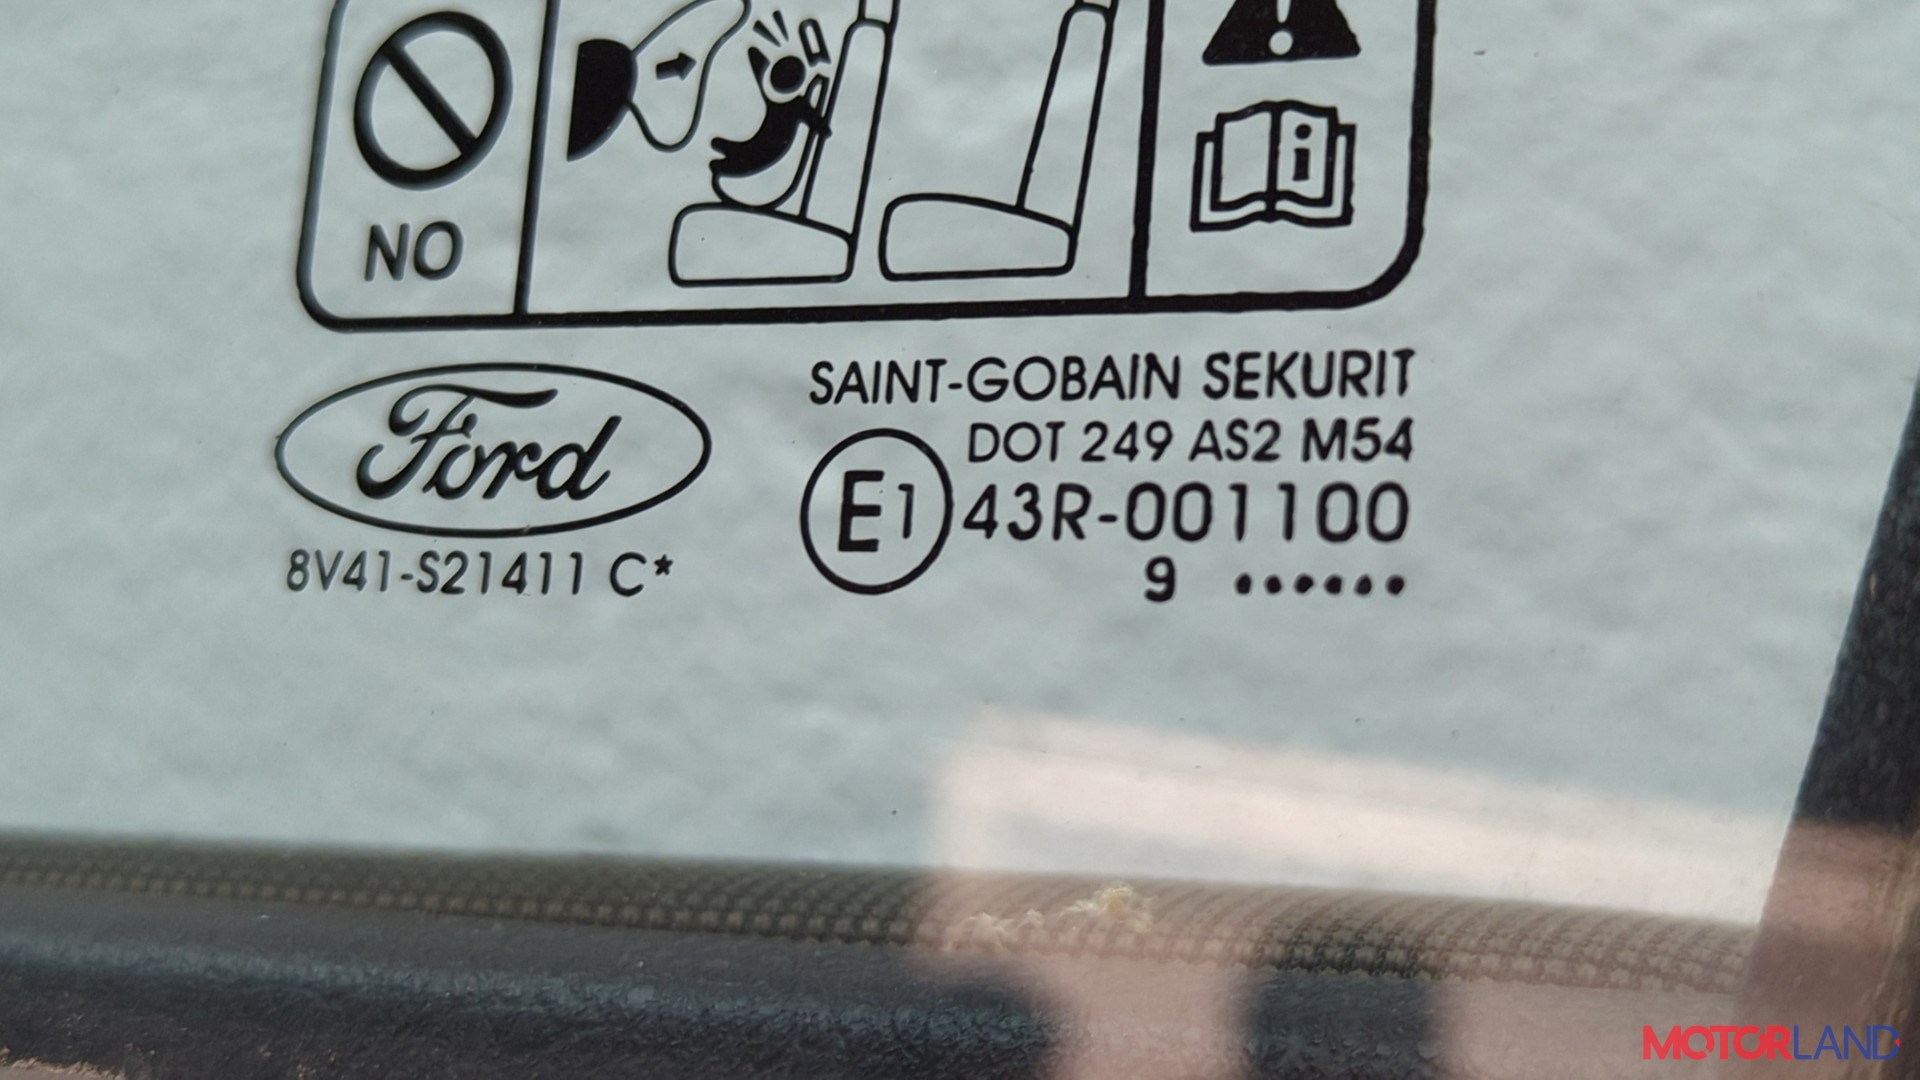 NO
i
Ford
8V41-S21411 C*
SAINT-GOBAIN SEKURIT
DOT 249 AS2 M54
E1 43R-001100
9 ••••••
MOTORLAND